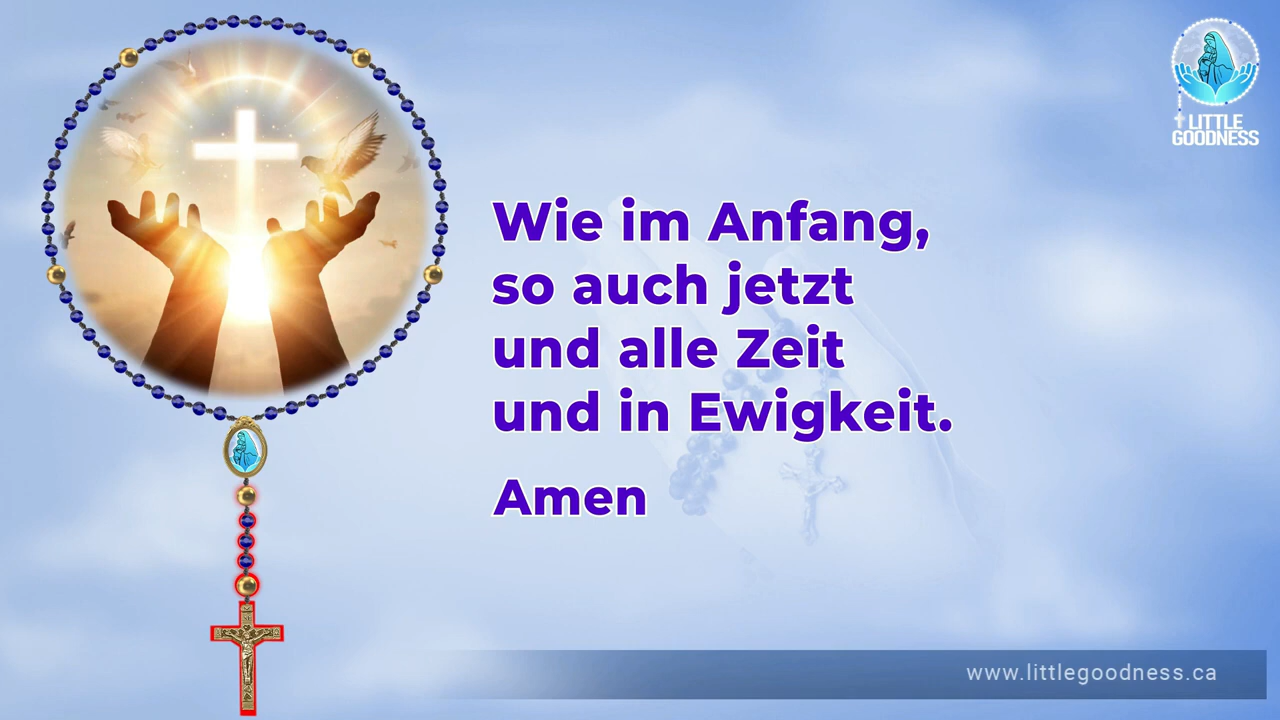 LITTLE
GOODNESS
Wie im Anfang,
so auch jetzt
und alle Zeit
und in Ewigkeit.
Amen
www.littlegoodness.ca